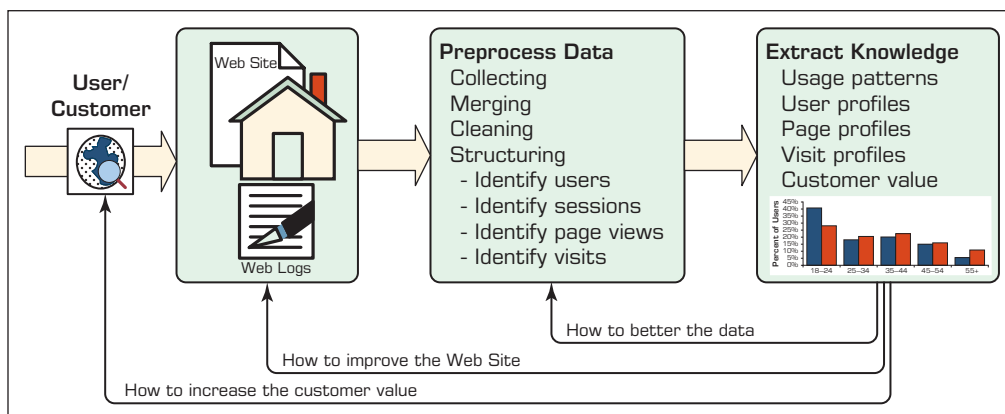 User/
Customer
Web Site
Web Logs
Preprocess Data
Collecting
Merging
Cleaning
Structuring
- Identify users
- Identify sessions
- Identify page views
- Identify visits
Extract Knowledge
Usage patterns
User profiles
Page profiles
Visit profiles
Customer value
Percent of Users
45%
40%
35%
30%
25%
20%
15%
10%
5%
0%
18–24
25–34
35–44
45–54
55+
How to better the data
How to improve the Web Site
How to increase the customer value